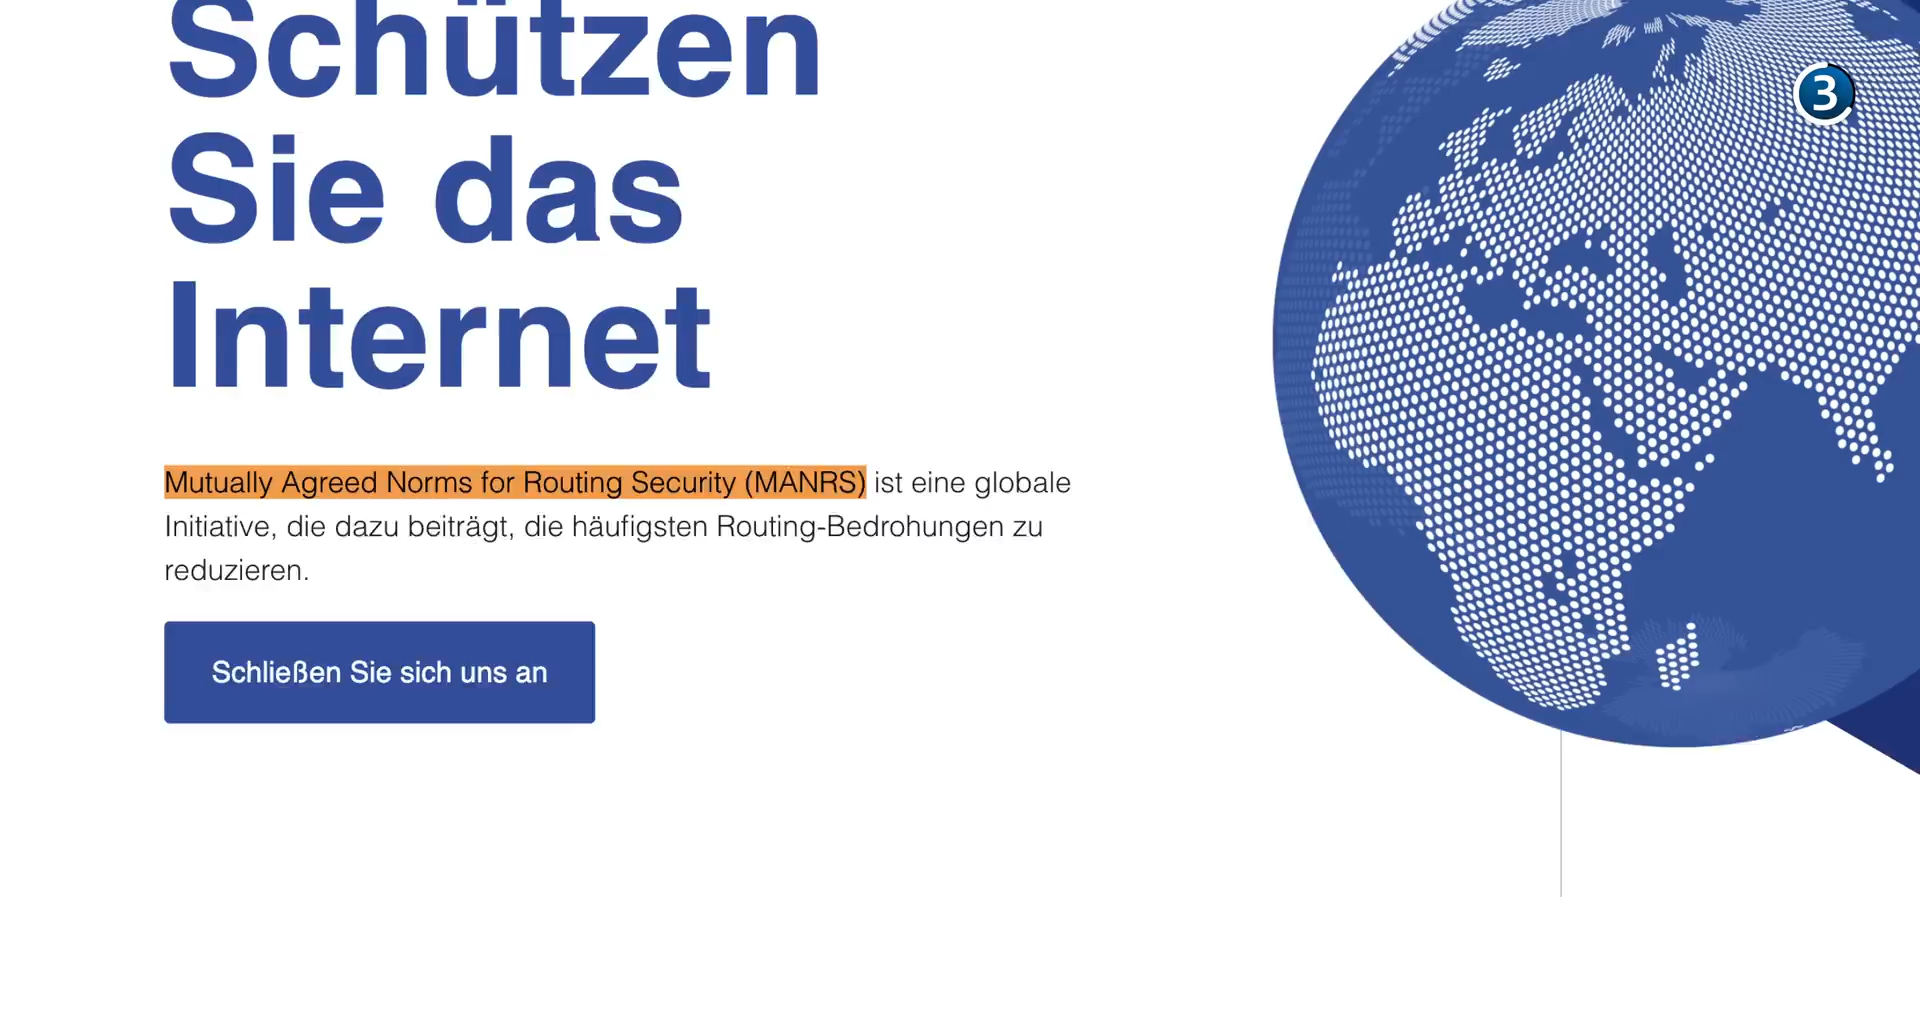 Schützen
Sie das
Internet
3
Mutually Agreed Norms for Routing Security (MANRS) ist eine globale
Initiative, die dazu beiträgt, die häufigsten Routing-Bedrohungen zu
reduzieren.
Schließen Sie sich uns an